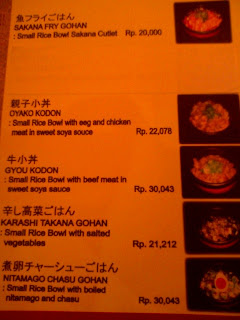 魚フライごはん
SAKANA FRY GOHAN
: Small Rice Bowl Sakana Cutlet Rp. 20,000
親子小丼
OYAKO KODON
: Small Rice Bowl with egg and chicken
meat in sweet soya sauce Rp. 22,078
牛小丼
GYOU KODON
: Small Rice Bowl with beef meat in
sweet soya sauces Rp. 30,043
辛し高菜ごはん
KARASHI TAKANA GOHAN
: Small Rice with salted
vegetables Rp. 21,212
煮卵チャーシューごはん
NITAMAGO CHASU GOHAN
: Small Rice Bowl with boiled
nitamago and chasu Rp. 30,043